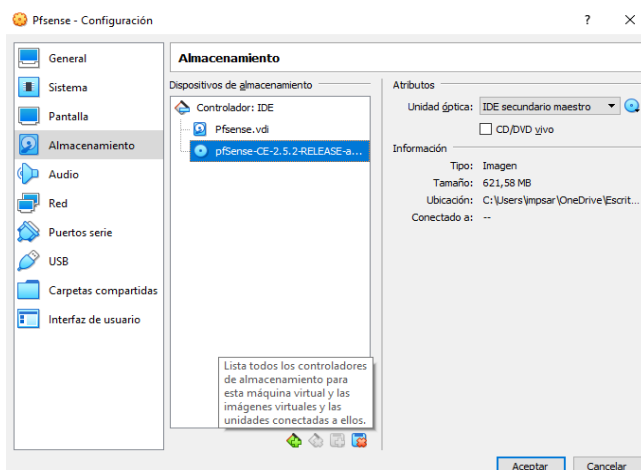 Pfsense - Configuración
General
Sistema
Pantalla
Almacenamiento
Audio
Red
Puertos serie
USB
Carpetas compartidas
Interfaz de usuario
Almacenamiento
Dispositivos de almacenamiento
Controlador: IDE
Pfsense.vdi
pfSense-CE-2.5.2-RELEASE-a...
Lista todos los controladores
de almacenamiento para
esta máquina virtual y las
imágenes virtuales y las
unidades conectadas a ellos.
Atributos
Unidad óptica: IDE secundario maestro
CD/DVD vivo
Información
Tipo: Imagen
Tamaño: 621,58 MB
Ubicación: C:\Users\impsar\OneDrive\Escrit...
Conectado a: --
Aceptar Cancelar